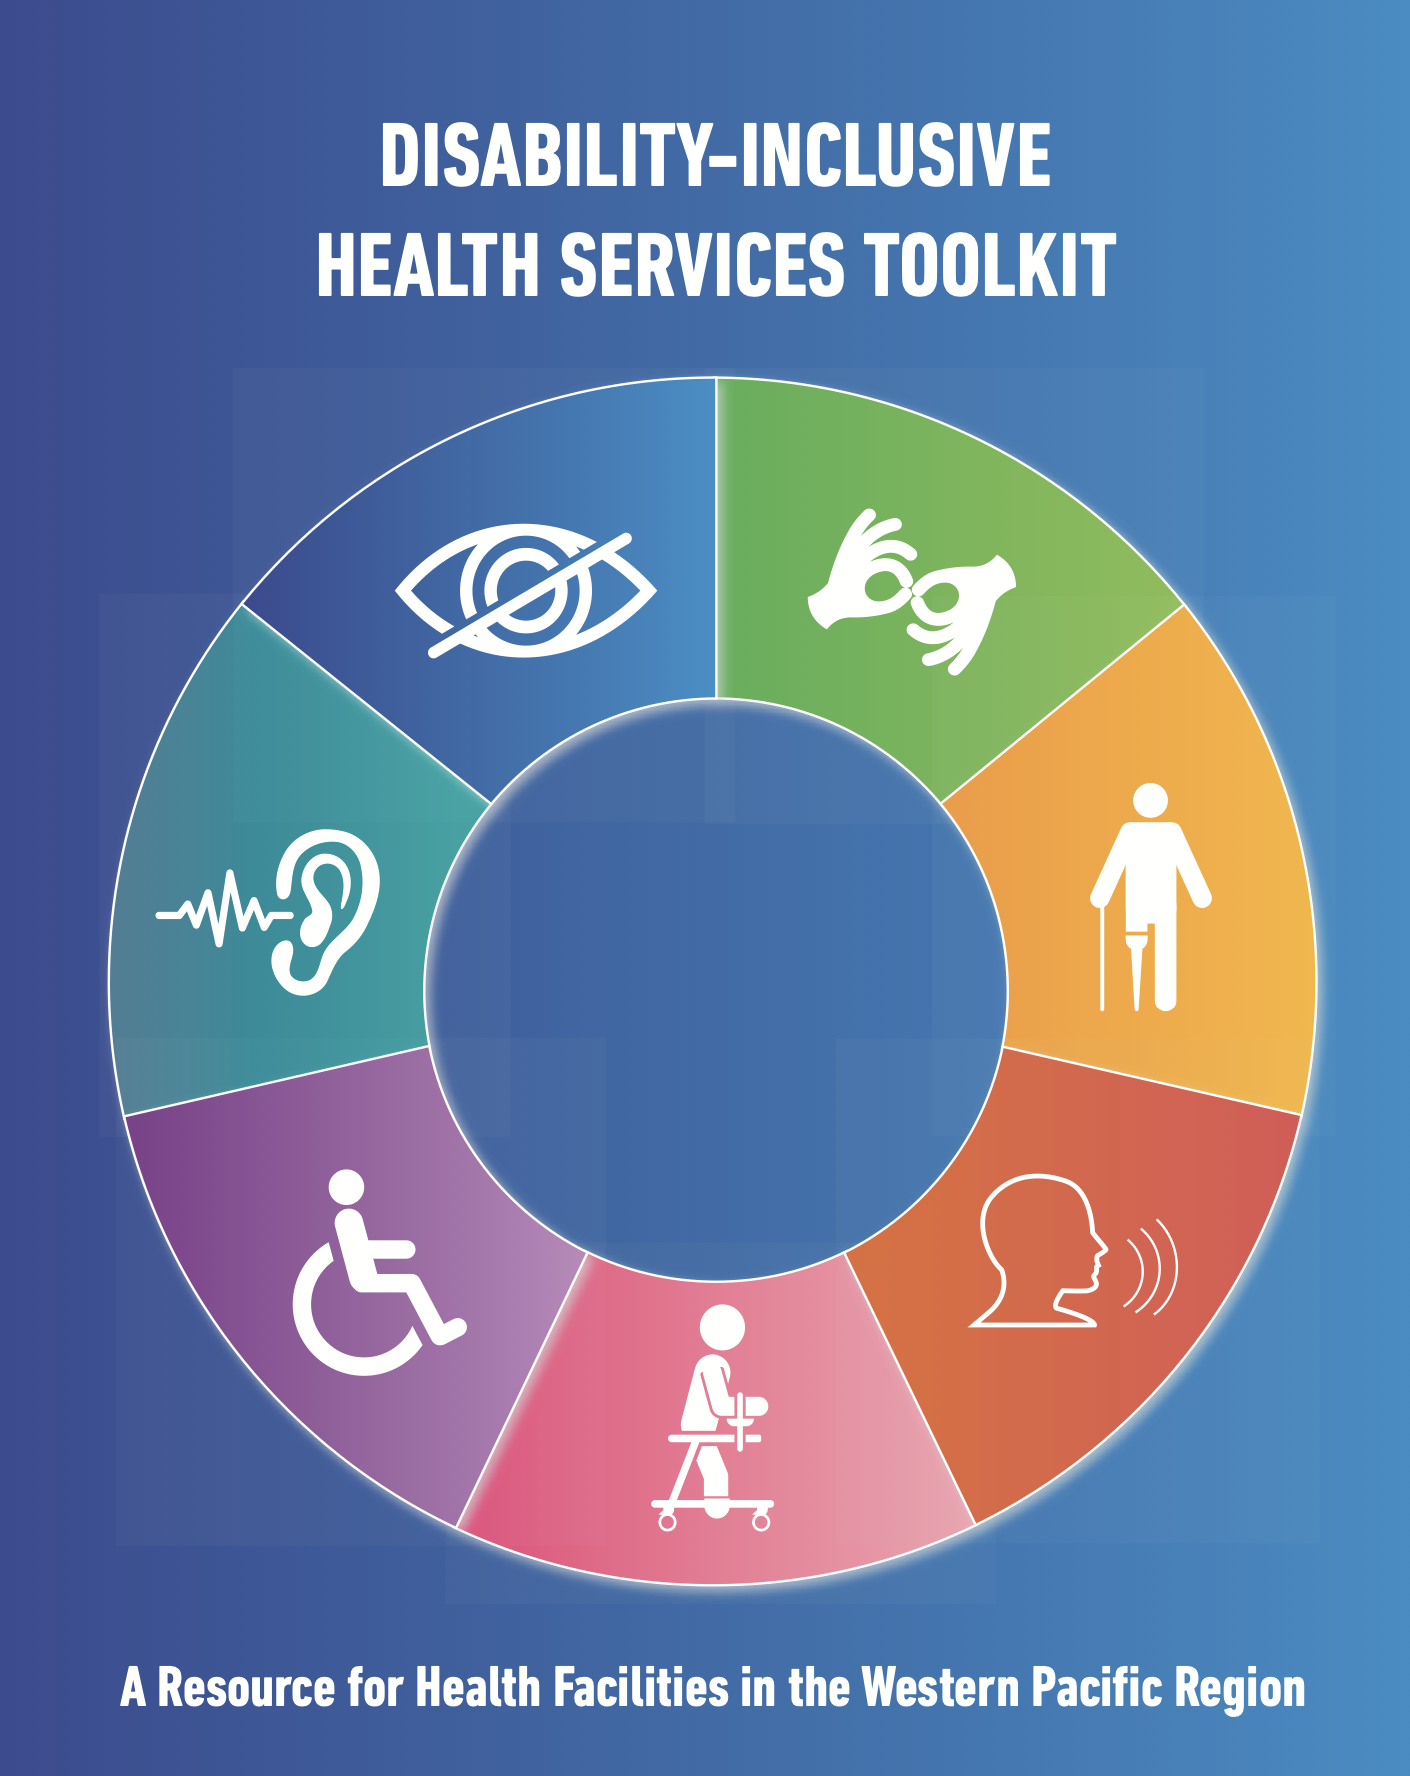 DISABILITY–INCLUSIVE
HEALTH SERVICES TOOLKIT
A Resource for Health Facilities in the Western Pacific Region